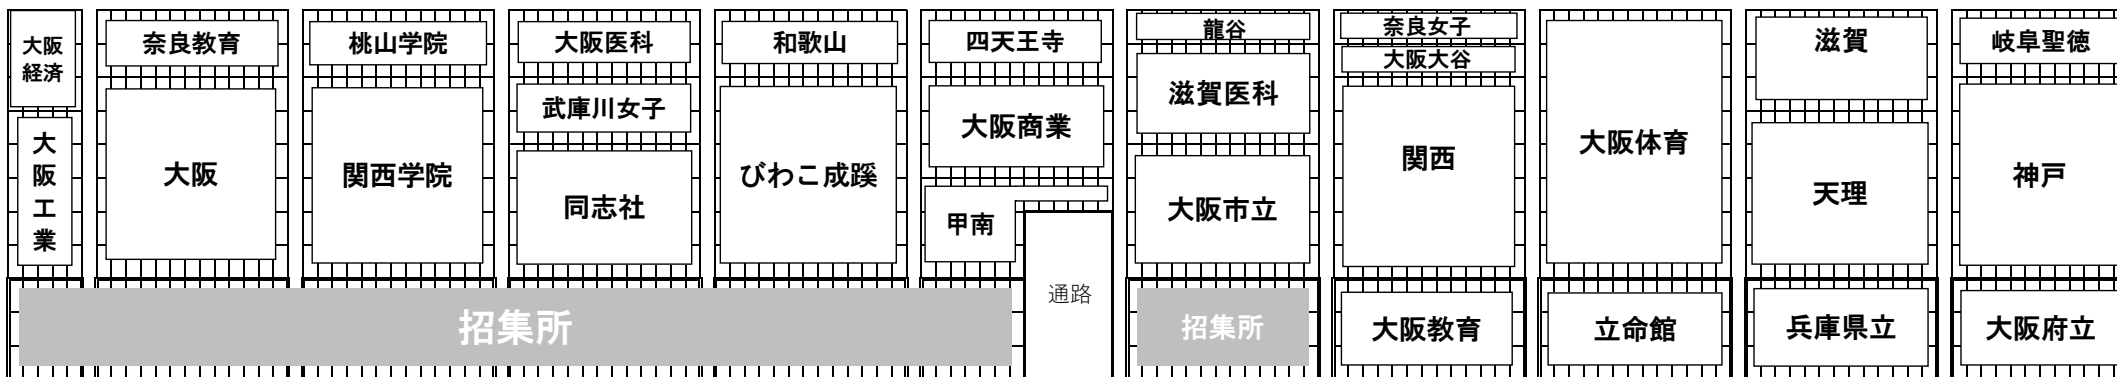 大阪
経済
大阪工業
奈良教育
大阪
桃山学院
関西学院
大阪医科
武庫川女子
同志社
和歌山
びわこ成蹊
四天王寺
大阪商業
甲南
通路
招集所
龍谷
滋賀医科
大阪市立
招集所
奈良女子
大阪大谷
関西
大阪教育
大阪体育
立命館
滋賀
天理
兵庫県立
岐阜聖徳
神戸
大阪府立